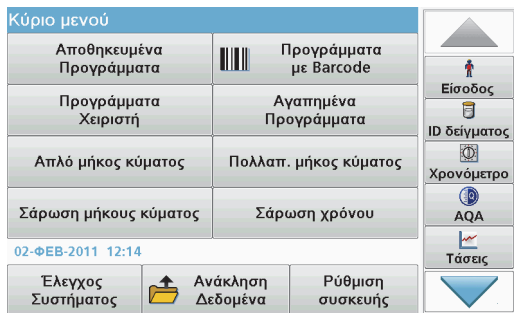 Κύριο μενού
Αποθηκευμένα
Προγράμματα
Προγράμματα
με Barcode
Προγράμματα
Χειριστή
Αγαπημένα
Προγράμματα
Απλό μήκος κύματος
Πολλαπ. μήκος κύματος
Σάρωση μήκους κύματος
Σάρωση χρόνου
02-ΦΕΒ-2011 12:14
Έλεγχος
Συστήματος
Ανάκληση
Δεδομένα
Ρύθμιση
συσκευής
Είσοδος
ID δείγματος
Χρονόμετρο
AQA
Τάσεις